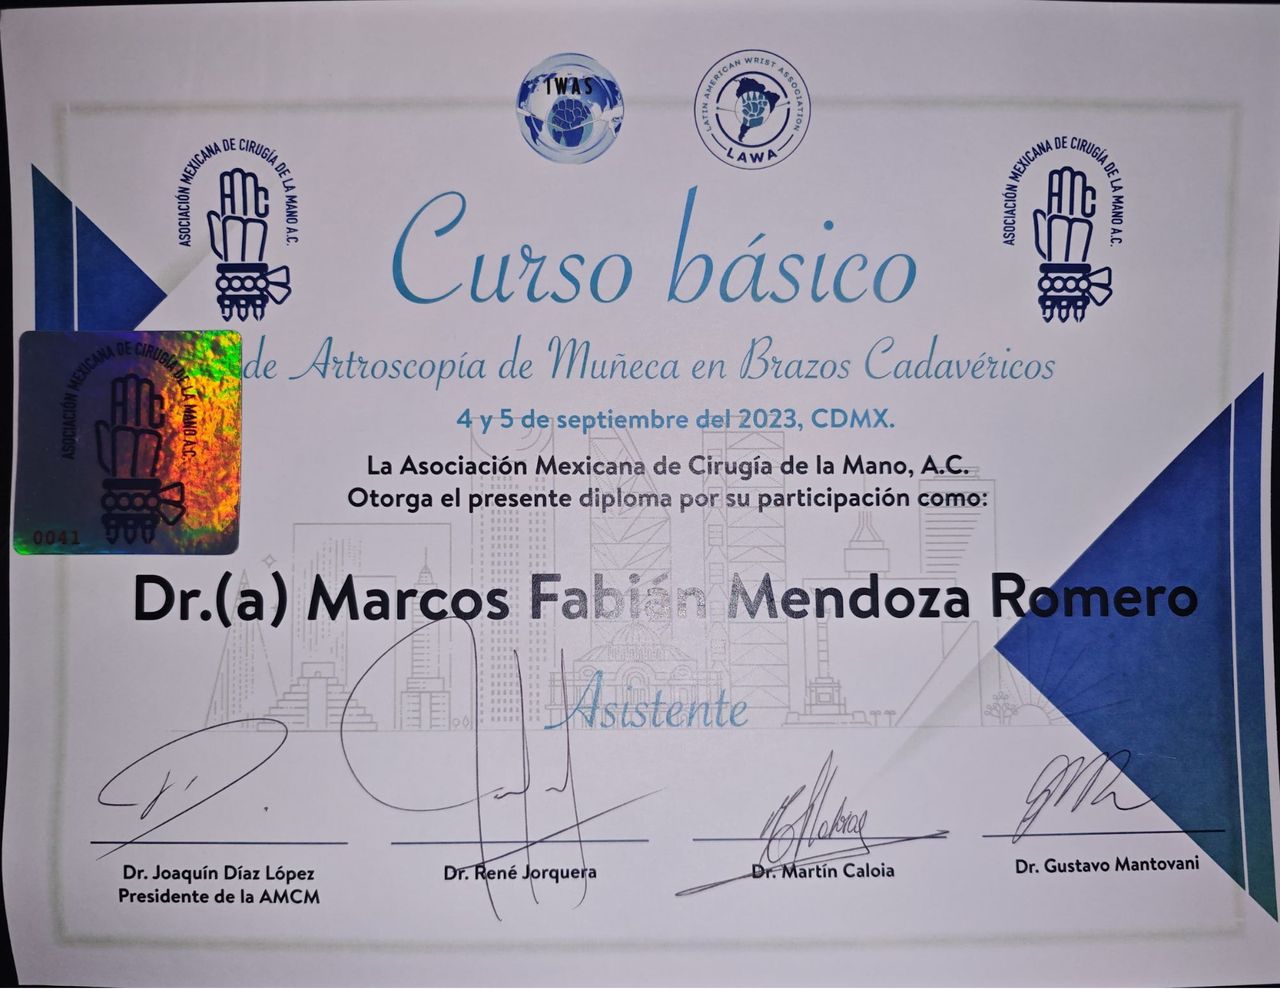 IWAS
LATIN AMERICAN WRIST ASSOCIATION
LAWA
ASOCIACIÓN MEXICANA DE CIRUGÍA DE LA MANO A.C.
AMC
ASOCIACIÓN MEXICANA DE CIRUGÍA DE LA MANO A.C.
AMC
Curso básico
de Artroscopía de Muñeca en Brazos Cadavéricos
4 y 5 de septiembre del 2023, CDMX.
La Asociación Mexicana de Cirugía de la Mano, A.C.
Otorga el presente diploma por su participación como:
ASOCIACIÓN MEXICANA DE CIRUGÍA DE LA MANO A.C.
AMC
0041
Dr.(a) Marcos Fabián Mendoza Romero
Asistente
Dr. Joaquín Díaz López
Presidente de la AMCM
Dr. René Jorquera
Dr. Martín Caloia
Dr. Gustavo Mantovani